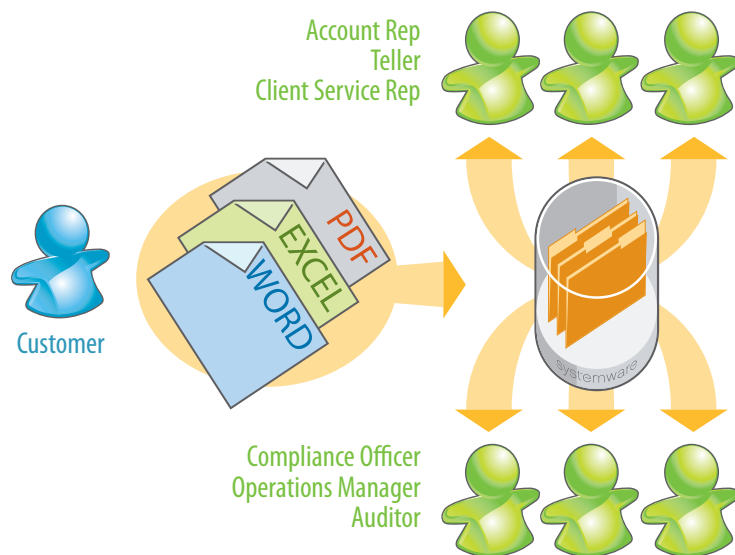 Account Rep
Teller
Client Service Rep
PDF
EXCEL
WORD
Customer
systemware
Compliance Officer
Operations Manager
Auditor